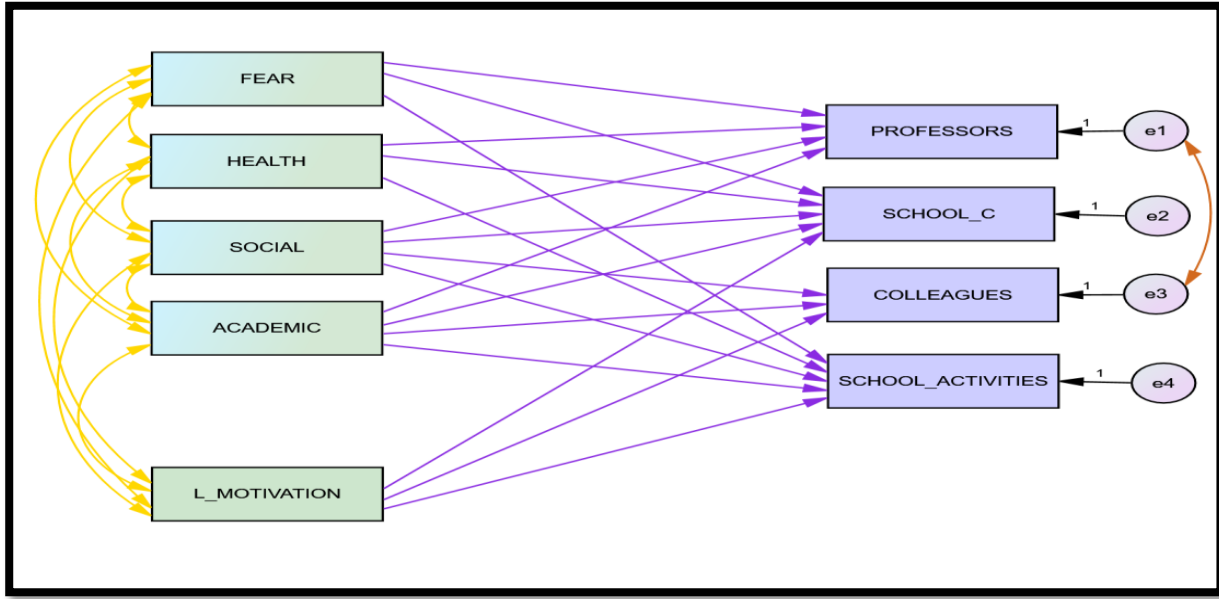 FEAR
HEALTH
SOCIAL
ACADEMIC
L_MOTIVATION
PROFESSORS
1
e1
SCHOOL_C
1
e2
COLLEAGUES
1
e3
SCHOOL_ACTIVITIES
1
e4